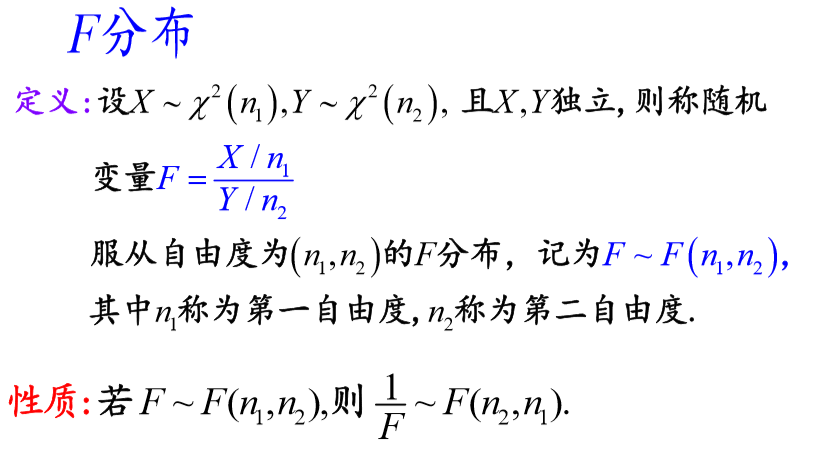 F分布
定义:设X ~ χ²(n₁),Y ~ χ²(n₂), 且X,Y独立,则称随机
变量F = (X / n₁)/(Y / n₂)
服从自由度为(n₁,n₂)的F分布，记为F ~ F(n₁,n₂),
其中n₁称为第一自由度,n₂称为第二自由度.
性质:若 F ~ F(n₁,n₂),则 1/F ~ F(n₂,n₁).